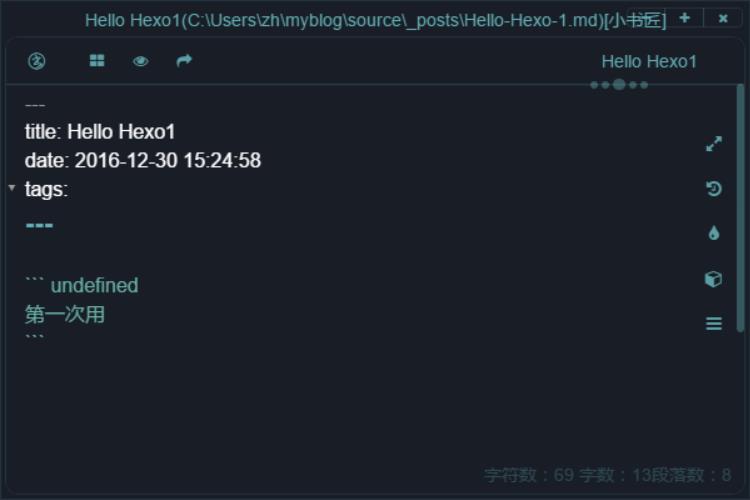 Hello Hexo1(C:\Users\zh\myblog\source\_posts\Hello-Hexo-1.md)[小书匠]
Hello Hexo1
---
title: Hello Hexo1
date: 2016-12-30 15:24:58
tags:
---
``` undefined
第一次用
```
字符数：69 字数：13段落数：8